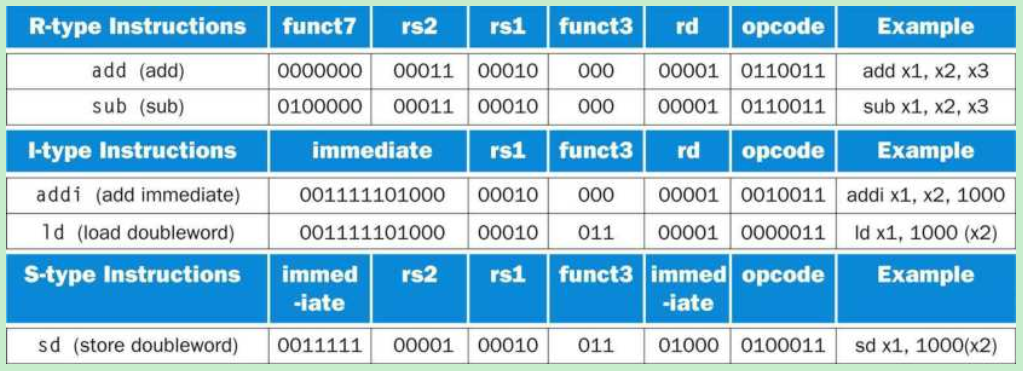 R-type Instructions funct7 rs2 rs1 funct3 rd opcode Example
add (add) 0000000 00011 00010 000 00001 0110011 add x1, x2, x3
sub (sub) 0100000 00011 00010 000 00001 0110011 sub x1, x2, x3
I-type Instructions immediate rs1 funct3 rd opcode Example
addi (add immediate) 001111101000 00010 000 00001 0010011 addi x1, x2, 1000
ld (load doubleword) 001111101000 00010 011 00001 0000011 ld x1, 1000 (x2)
S-type Instructions immed rs2 rs1 funct3 immed opcode Example
-iate -iate
sd (store doubleword) 0011111 00001 00010 011 01000 0100011 sd x1, 1000(x2)